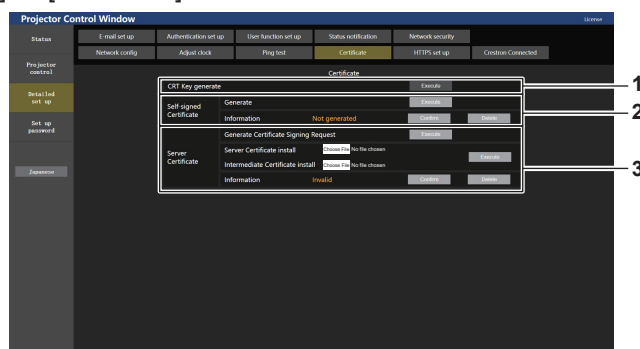 Projector Control Window
License
Status
Projector
control
Detailed
set up
Set up
password
Japanese
E-mail set up
Authentication set up
User function set up
Status notification
Network security
Network config
Adjust clock
Ping test
Certificate
HTTPS set up
Crestron Connected
Certificate
CRT Key generate
Execute
1
Self-signed
Certificate
Generate
Execute
Information
Not generated
Confirm
Delete
2
Server
Certificate
Generate Certificate Signing Request
Execute
Server Certificate install
Choose File No file chosen
Intermediate Certificate install
Choose File No file chosen
Execute
Information
Invalid
Confirm
Delete
3